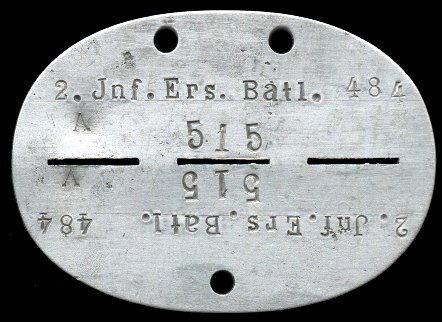 2. Jnf. Ers. Batl. 484
A
515
A
515
2. Jnf. Ers. Batl. 484